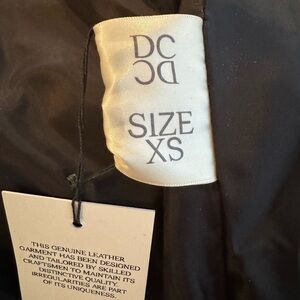 DC
DC
SIZE
XS
THIS GENUINE LEATHER
GARMENT HAS BEEN DESIGNED
AND TAILORED BY SKILLED
CRAFTSMEN TO MAINTAIN ITS
DISTINCTIVE QUALITY.
IRREGULARITIES ARE PART
OF ITS UNIQUENESS.